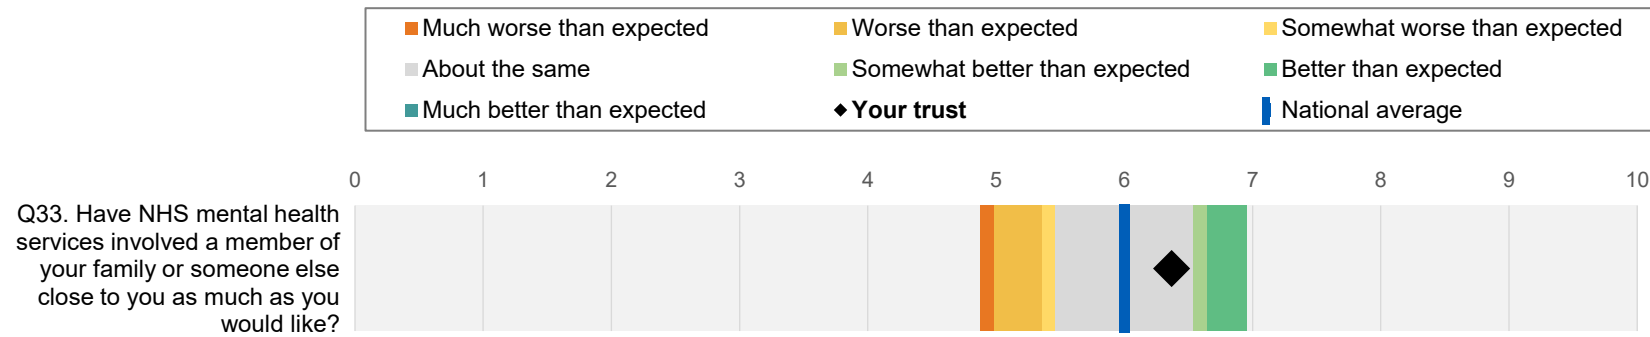 Much worse than expected
Worse than expected
Somewhat worse than expected
About the same
Somewhat better than expected
Better than expected
Much better than expected
Your trust
National average
0 1 2 3 4 5 6 7 8 9 10
Q33. Have NHS mental health
services involved a member of
your family or someone else
close to you as much as you
would like?